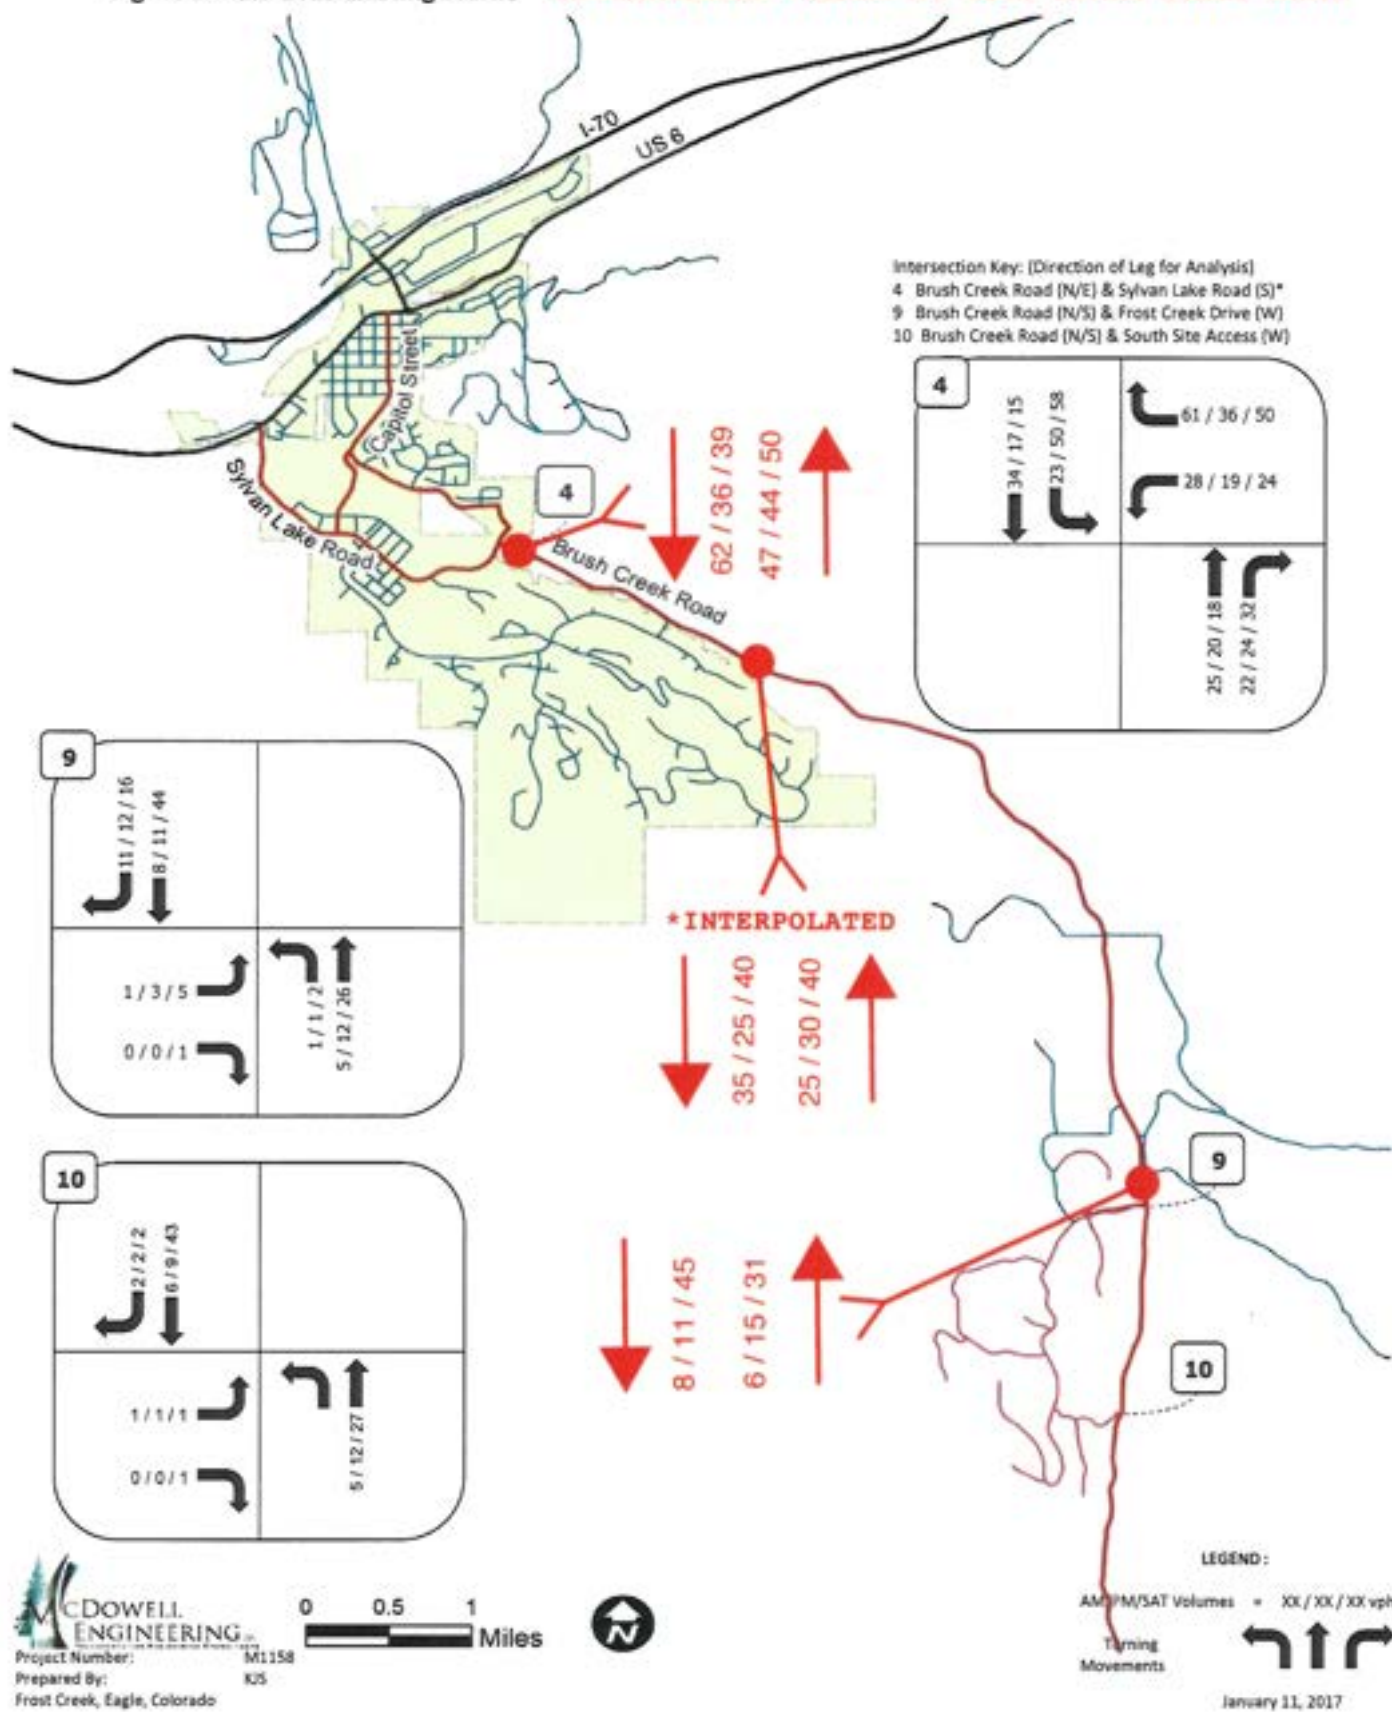 I-70
US 6
Intersection Key: (Direction of Leg for Analysis)
4 Brush Creek Road (N/E) & Sylvan Lake Road (S)*
9 Brush Creek Road (N/S) & Frost Creek Drive (W)
10 Brush Creek Road (N/S) & South Site Access (W)
4
34 / 17 / 15
23 / 50 / 58
61 / 36 / 50
28 / 19 / 24
25 / 20 / 18
22 / 24 / 32
Capitol Street
Sylvan Lake Road
4
Brush Creek Road
62 / 36 / 39
47 / 44 / 50
9
11 / 12 / 16
8 / 11 / 44
1 / 3 / 5
0 / 0 / 1
1 / 1 / 2
5 / 12 / 26
*INTERPOLATED
35 / 25 / 40
25 / 30 / 40
9
10
2 / 2 / 2
6 / 9 / 43
1 / 1 / 1
0 / 0 / 1
5 / 12 / 27
8 / 11 / 45
6 / 15 / 31
10
MCDOWELL
ENGINEERING
Project Number: M1158
Prepared By: KJS
Frost Creek, Eagle, Colorado
0 0.5 1
Miles
N
LEGEND:
AM/PM/SAT Volumes = XX / XX / XX vph
Turning
Movements
January 11, 2017